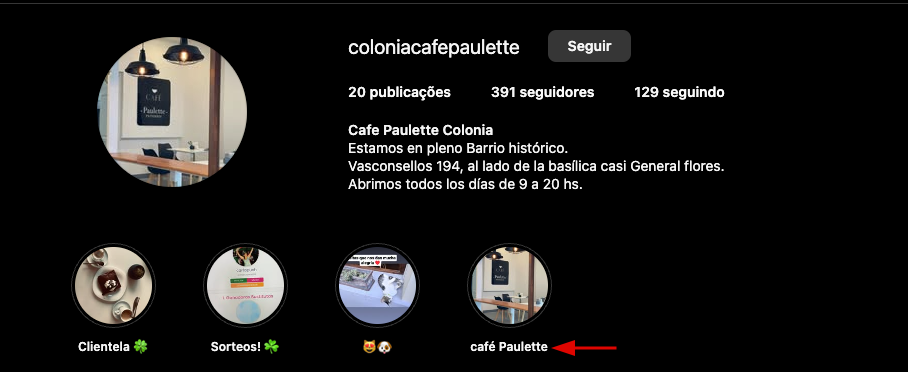 coloniacafepaulette
Seguir
20 publicações
391 seguidores
129 seguindo
Cafe Paulette Colonia
Estamos en pleno Barrio histórico.
Vasconsellos 194, al lado de la basílica casi General flores.
Abrimos todos los días de 9 a 20 hs.
CAFÉ
Paulette
Clientela 🍀
Sorteos! ☘️
😻🐶
café Paulette